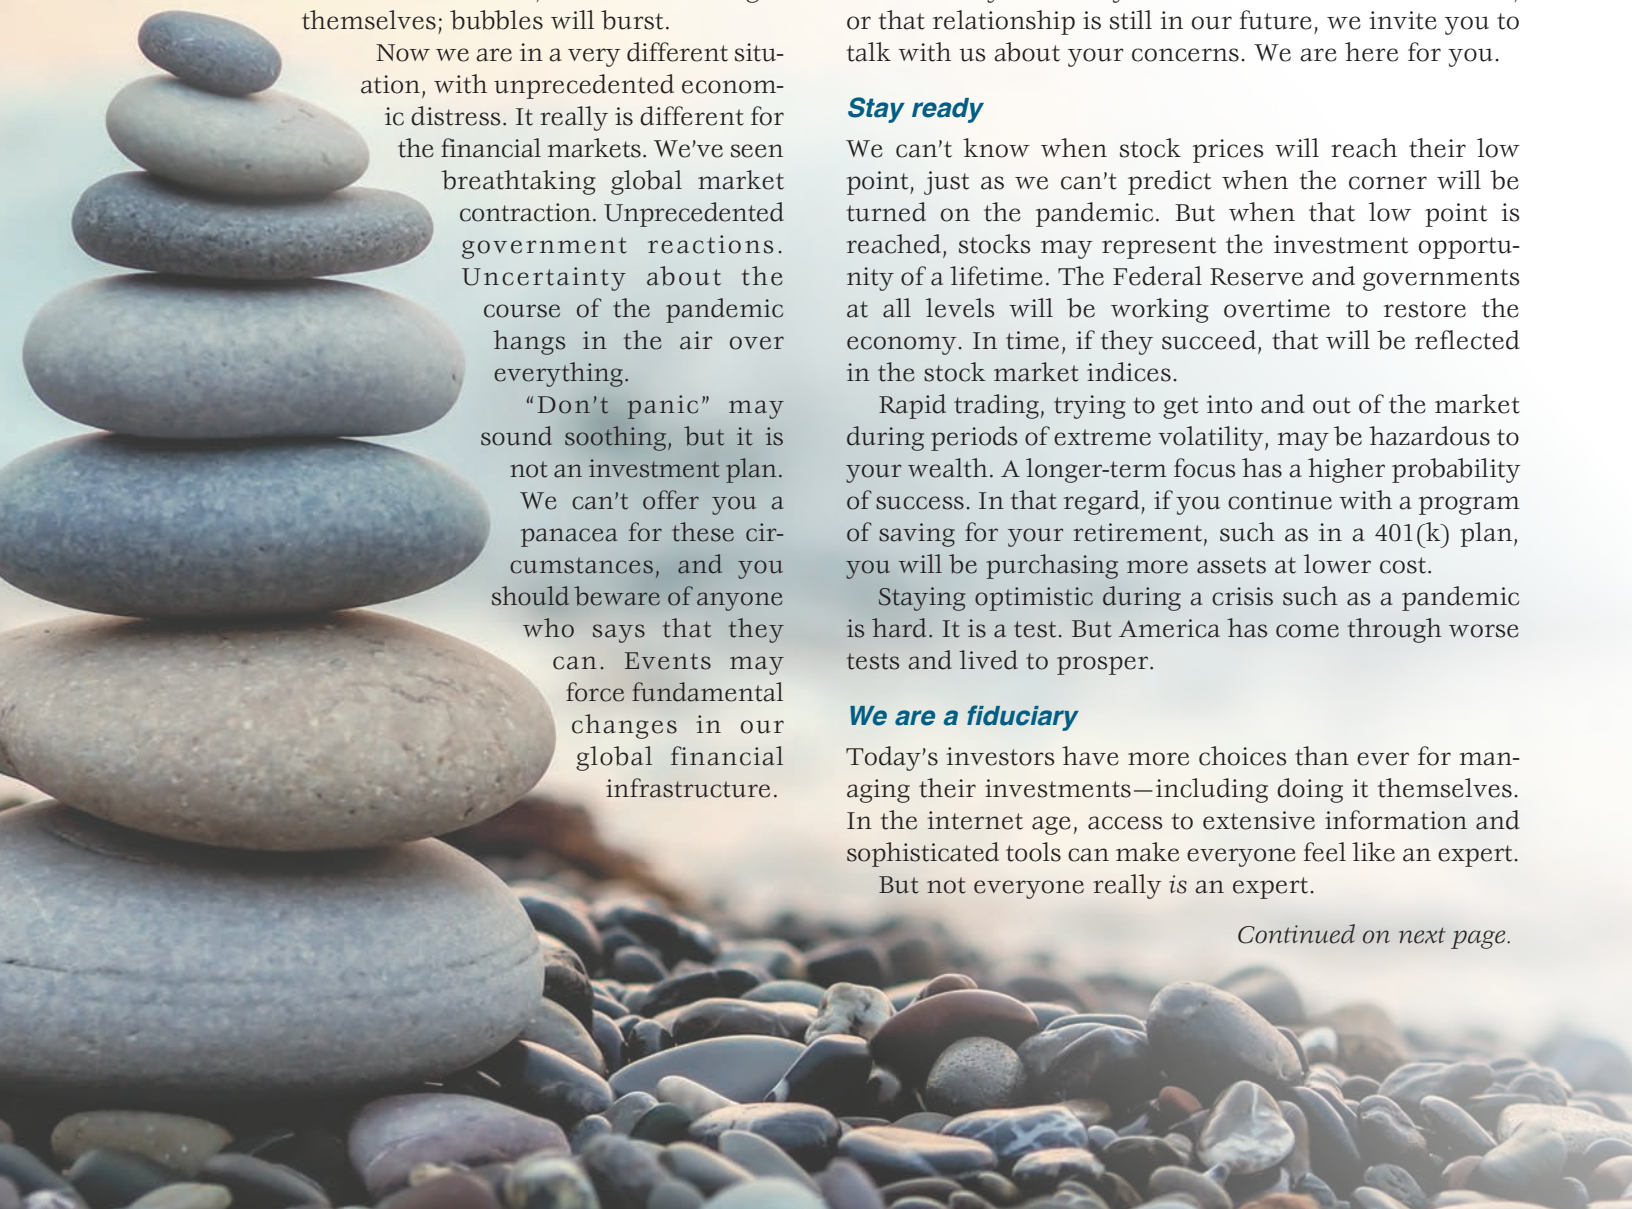 themselves; bubbles will burst.
Now we are in a very different situ-
ation, with unprecedented econom-
ic distress. It really is different for
the financial markets. We’ve seen
breathtaking global market
contraction. Unprecedented
government reactions.
Uncertainty about the
course of the pandemic
hangs in the air over
everything.
“Don’t panic” may
sound soothing, but it is
not an investment plan.
We can’t offer you a
panacea for these cir-
cumstances, and you
should beware of anyone
who says that they
can. Events may
force fundamental
changes in our
global financial
infrastructure.
or that relationship is still in our future, we invite you to
talk with us about your concerns. We are here for you.
Stay ready
We can’t know when stock prices will reach their low
point, just as we can’t predict when the corner will be
turned on the pandemic. But when that low point is
reached, stocks may represent the investment opportu-
nity of a lifetime. The Federal Reserve and governments
at all levels will be working overtime to restore the
economy. In time, if they succeed, that will be reflected
in the stock market indices.
Rapid trading, trying to get into and out of the market
during periods of extreme volatility, may be hazardous to
your wealth. A longer-term focus has a higher probability
of success. In that regard, if you continue with a program
of saving for your retirement, such as in a 401(k) plan,
you will be purchasing more assets at lower cost.
Staying optimistic during a crisis such as a pandemic
is hard. It is a test. But America has come through worse
tests and lived to prosper.
We are a fiduciary
Today’s investors have more choices than ever for man-
aging their investments—including doing it themselves.
In the internet age, access to extensive information and
sophisticated tools can make everyone feel like an expert.
But not everyone really is an expert.
Continued on next page.